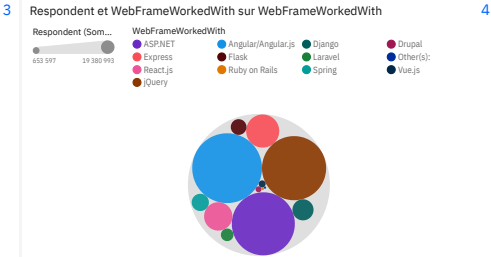 3 Respondent et WebFrameWorkedWith sur WebFrameWorkedWith 4
Respondent (Som... WebFrameWorkedWith
653 597 19 380 993
ASP.NET Angular/Angular.js Django Drupal
Express Flask Laravel Other(s):
React.js Ruby on Rails Spring Vue.js
jQuery